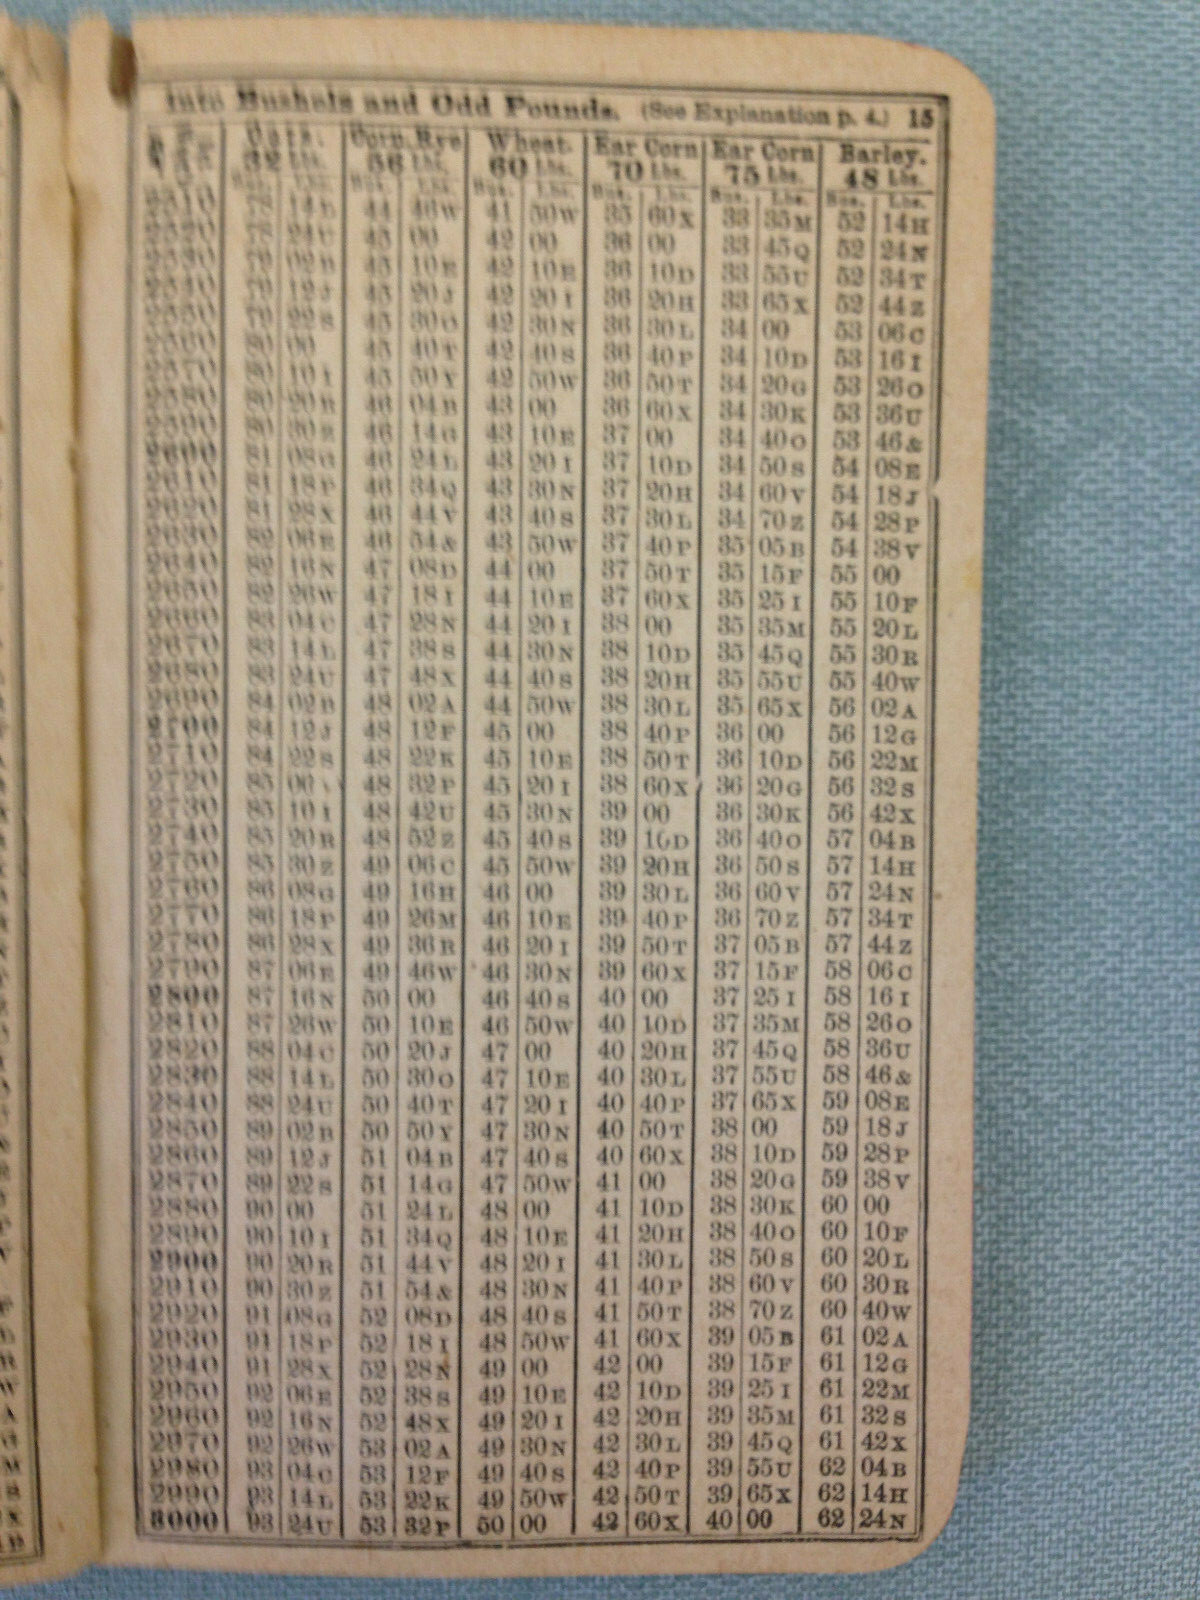 into Bushels and Odd Pounds. (See Explanation p. 4.) 15
Oats. Corn, Rye Wheat. Ear Corn Ear Corn Barley.
32 Lbs. 56 Lbs. 60 Lbs. 70 Lbs. 75 Lbs. 48 Lbs.
Bus. Lbs. Bus. Lbs. Bus. Lbs. Bus. Lbs. Bus. Lbs. Bus. Lbs.
2510 78 14L 44 46W 41 50W 35 60X 33 35M 52 14H
2520 78 24U 45 00 42 00 36 00 33 45Q 52 24N
2530 79 02B 45 10E 42 10E 36 10D 33 55U 52 34T
2540 79 12J 45 20J 42 20I 36 20H 33 65X 52 44Z
2550 79 22S 45 30O 42 30N 36 30L 34 00 53 06C
2560 80 00 45 40T 42 40S 36 40P 34 10D 53 16I
2570 80 10I 45 50Y 42 50W 36 50T 34 20G 53 26O
2580 80 20R 46 04B 43 00 36 60X 34 30K 53 36U
2590 80 30Z 46 14G 43 10E 37 00 34 40O 53 46&
2600 81 08G 46 24L 43 20I 37 10D 34 50S 54 08E
2610 81 18P 46 34Q 43 30N 37 20H 34 60V 54 18J
2620 81 28X 46 44V 43 40S 37 30L 34 70Z 54 28P
2630 82 06E 46 54& 43 50W 37 40P 35 05B 54 38V
2640 82 16N 47 08D 44 00 37 50T 35 15F 55 00
2650 82 26W 47 18I 44 10E 37 60X 35 25I 55 10F
2660 83 04C 47 28N 44 20I 38 00 35 35M 55 20L
2670 83 14L 47 38S 44 30N 38 10D 35 45Q 55 30R
2680 83 24U 47 48X 44 40S 38 20H 35 55U 55 40W
2690 84 02B 48 02A 44 50W 38 30L 35 65X 56 02A
2700 84 12J 48 12F 45 00 38 40P 36 00 56 12G
2710 84 22S 48 22K 45 10E 38 50T 36 10D 56 22M
2720 85 00 48 32P 45 20I 38 60X 36 20G 56 32S
2730 85 10I 48 42U 45 30N 39 00 36 30K 56 42X
2740 85 20R 48 52Z 45 40S 39 10D 36 40O 57 04B
2750 85 30Z 49 06C 45 50W 39 20H 36 50S 57 14H
2760 86 08G 49 16H 46 00 39 30L 36 60V 57 24N
2770 86 18P 49 26M 46 10E 39 40P 36 70Z 57 34T
2780 86 28X 49 36R 46 20I 39 50T 37 05B 57 44Z
2790 87 06E 49 46W 46 30N 39 60X 37 15F 58 06C
2800 87 16N 50 00 46 40S 40 00 37 25I 58 16I
2810 87 26W 50 10E 46 50W 40 10D 37 35M 58 26O
2820 88 04C 50 20J 47 00 40 20H 37 45Q 58 36U
2830 88 14L 50 30O 47 10E 40 30L 37 55U 58 46&
2840 88 24U 50 40T 47 20I 40 40P 37 65X 59 08E
2850 89 02B 50 50Y 47 30N 40 50T 38 00 59 18J
2860 89 12J 51 04B 47 40S 40 60X 38 10D 59 28P
2870 89 22S 51 14G 47 50W 41 00 38 20G 59 38V
2880 90 00 51 24L 48 00 41 10D 38 30K 60 00
2890 90 10I 51 34Q 48 10E 41 20H 38 40O 60 10F
2900 90 20R 51 44V 48 20I 41 30L 38 50S 60 20L
2910 90 30Z 51 54& 48 30N 41 40P 38 60V 60 30R
2920 91 08G 52 08D 48 40S 41 50T 38 70Z 60 40W
2930 91 18P 52 18I 48 50W 41 60X 39 05B 61 02A
2940 91 28X 52 28N 49 00 42 00 39 15F 61 12G
2950 92 06E 52 38S 49 10E 42 10D 39 25I 61 22M
2960 92 16N 52 48X 49 20I 42 20H 39 35M 61 32S
2970 92 26W 53 02A 49 30N 42 30L 39 45Q 61 42X
2980 93 04C 53 12F 49 40S 42 40P 39 55U 62 04B
2990 93 14L 53 22K 49 50W 42 50T 39 65X 62 14H
3000 93 24U 53 32P 50 00 42 60X 40 00 62 24N